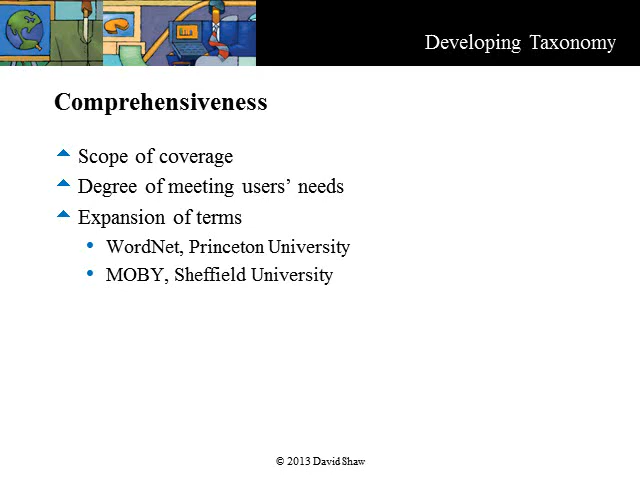 Developing Taxonomy
Comprehensiveness
Scope of coverage
Degree of meeting users’ needs
Expansion of terms
WordNet, Princeton University
MOBY, Sheffield University
© 2013 David Shaw